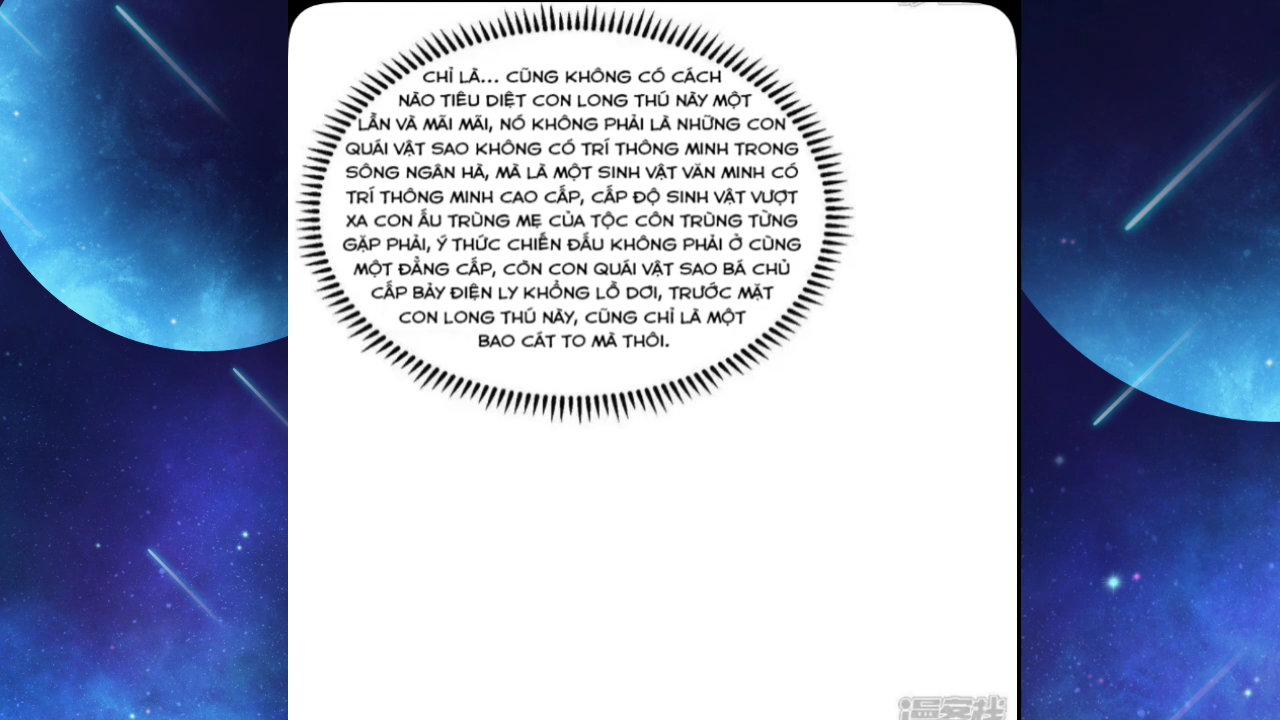 CHỈ LÀ... CŨNG KHÔNG CÓ CÁCH
NÀO TIÊU DIỆT CON LONG THÚ NÀY MỘT
LẦN VÀ MÃI MÃI, NÓ KHÔNG PHẢI LÀ NHỮNG CON
QUÁI VẬT SAO KHÔNG CÓ TRÍ THÔNG MINH TRONG
SÔNG NGÂN HÀ, MÀ LÀ MỘT SINH VẬT VĂN MINH CÓ
TRÍ THÔNG MINH CAO CẤP, CẤP ĐỘ SINH VẬT VƯỢT
XA CON ẤU TRÙNG MẸ CỦA TỘC CÔN TRÙNG TỪNG
GẶP PHẢI, Ý THỨC CHIẾN ĐẤU KHÔNG PHẢI Ở CÙNG
MỘT ĐẲNG CẤP, CÒN CON QUÁI VẬT SAO BÁ CHỦ
CẤP BẢY ĐIỆN LY KHỔNG LỒ DƠI, TRƯỚC MẶT
CON LONG THÚ NÀY, CŨNG CHỈ LÀ MỘT
BAO CÁT TO MÀ THÔI.